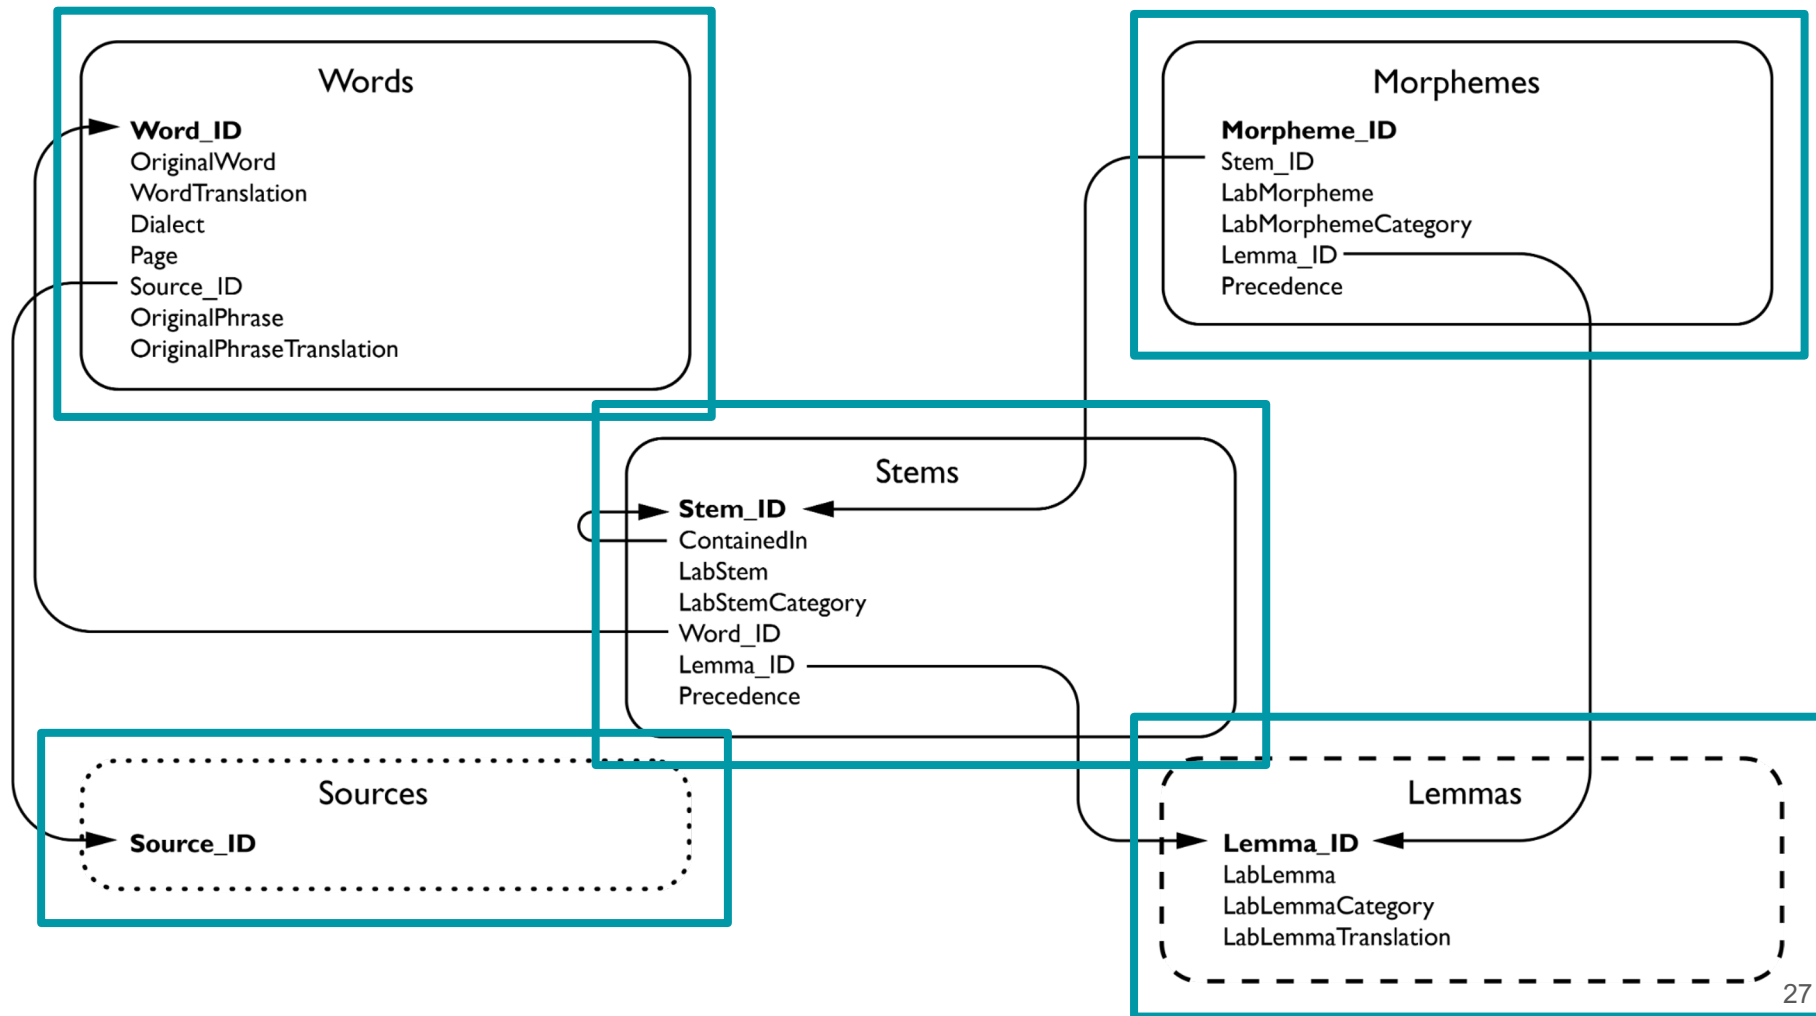 Words
Word_ID
OriginalWord
WordTranslation
Dialect
Page
Source_ID
OriginalPhrase
OriginalPhraseTranslation
Morphemes
Morpheme_ID
Stem_ID
LabMorpheme
LabMorphemeCategory
Lemma_ID
Precedence
Stems
Stem_ID
ContainedIn
LabStem
LabStemCategory
Word_ID
Lemma_ID
Precedence
Sources
Source_ID
Lemmas
Lemma_ID
LabLemma
LabLemmaCategory
LabLemmaTranslation
27